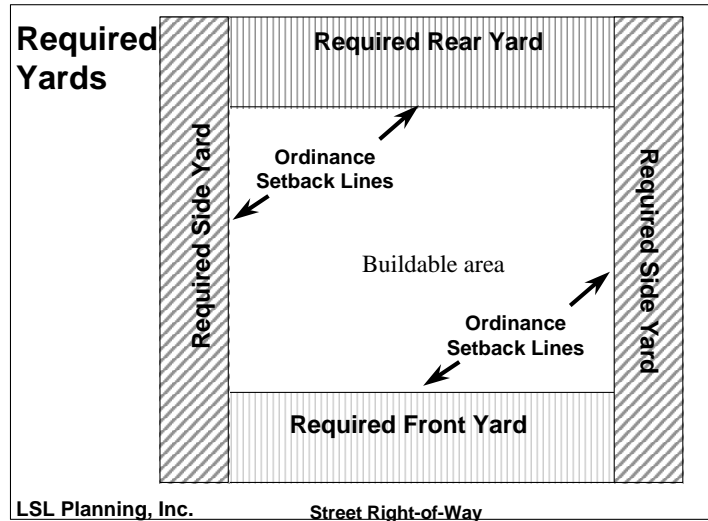 Required
Yards
Required Rear Yard
Required Side Yard
Ordinance
Setback Lines
Required Side Yard
Buildable area
Ordinance
Setback Lines
Required Front Yard
LSL Planning, Inc.
Street Right-of-Way